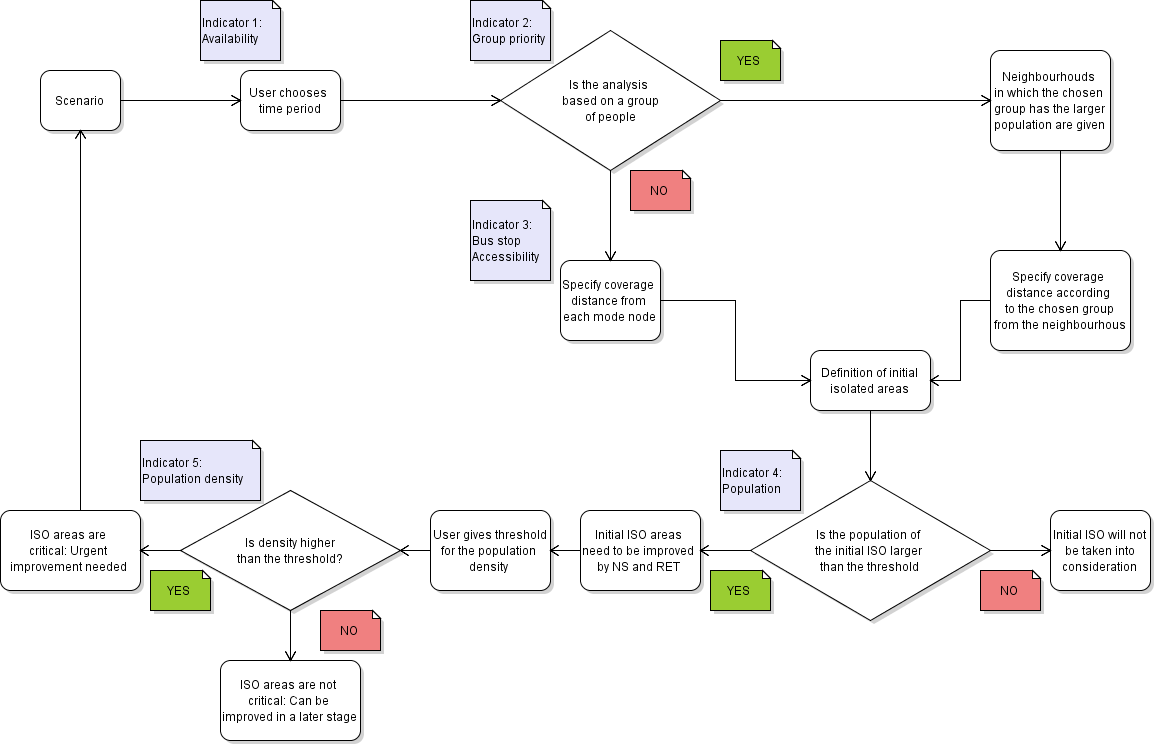 Indicator 1:
Availability
Indicator 2:
Group priority
YES
Scenario
User chooses
time period
Is the analysis
based on a group
of people
Neighbourhouds
in which the chosen
group has the larger
population are given
NO
Indicator 3:
Bus stop
Accessibility
Specify coverage
distance from
each mode node
Specify coverage
distance according
to the chosen group
from the neighbourhous
Definition of initial
isolated areas
Indicator 5:
Population density
Indicator 4:
Population
ISO areas are
critical: Urgent
improvement needed
Is density higher
than the threshold?
User gives threshold
for the population
density
Initial ISO areas
need to be improved
by NS and RET
Is the population of
the initial ISO larger
than the threshold
Initial ISO will not
be taken into
consideration
YES
NO
YES
NO
ISO areas are not
critical: Can be
improved in a later stage